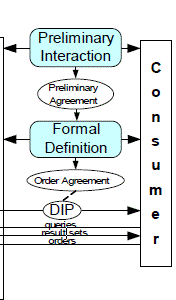 Preliminary
Interaction
Preliminary
Agreement
Formal
Definition
Order Agreement
DIP
queries
result sets
orders
C
o
n
s
u
m
e
r